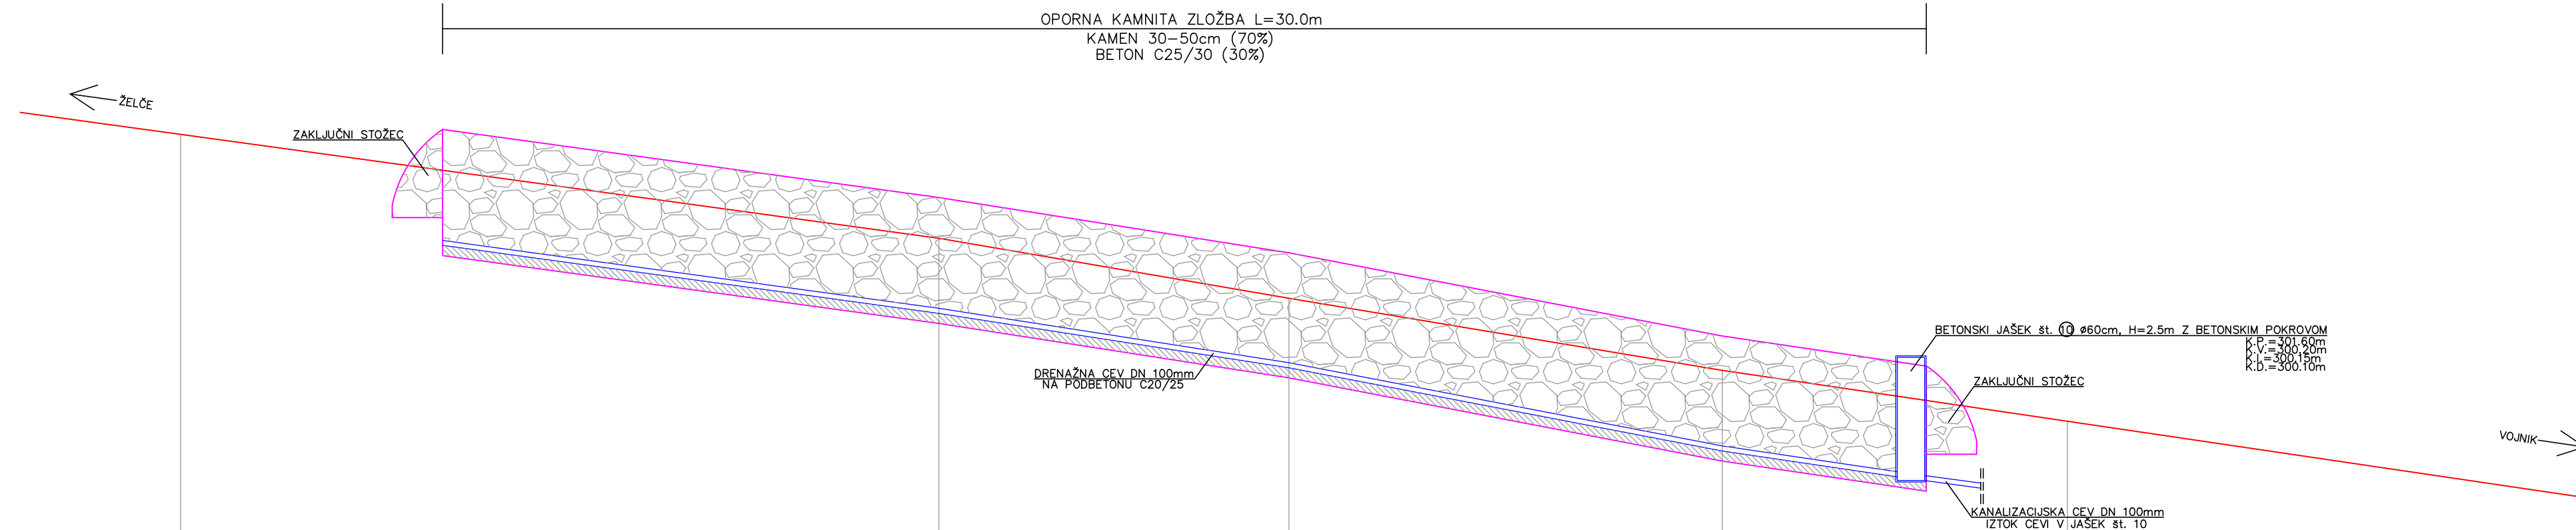 OPORNA KAMNITA ZLOŽBA L=30.0m
KAMEN 30-50cm (70%)
BETON C25/30 (30%)
ŽELČE
ZAKLJUČNI STOŽEC
BETONSKI JAŠEK št. 10 ø60cm, H=2.5m Z BETONSKIM POKROVOM
K.P.=301.60m
K.V.=300.20m
K.I.=300.15m
K.D.=300.10m
DRENAŽNA CEV DN 100mm
NA PODBETONU C20/25
ZAKLJUČNI STOŽEC
VOJNIK
KANALIZACIJSKA CEV DN 100mm
IZTOK CEVI V JAŠEK št. 10